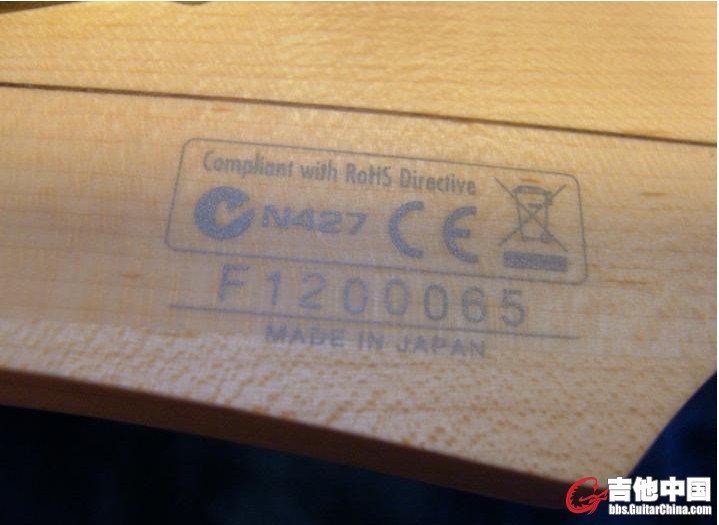 Compliant with RoHS Directive
N427 CE
F1200065
MADE IN JAPAN
吉他中国
bbs.GuitarChina.com